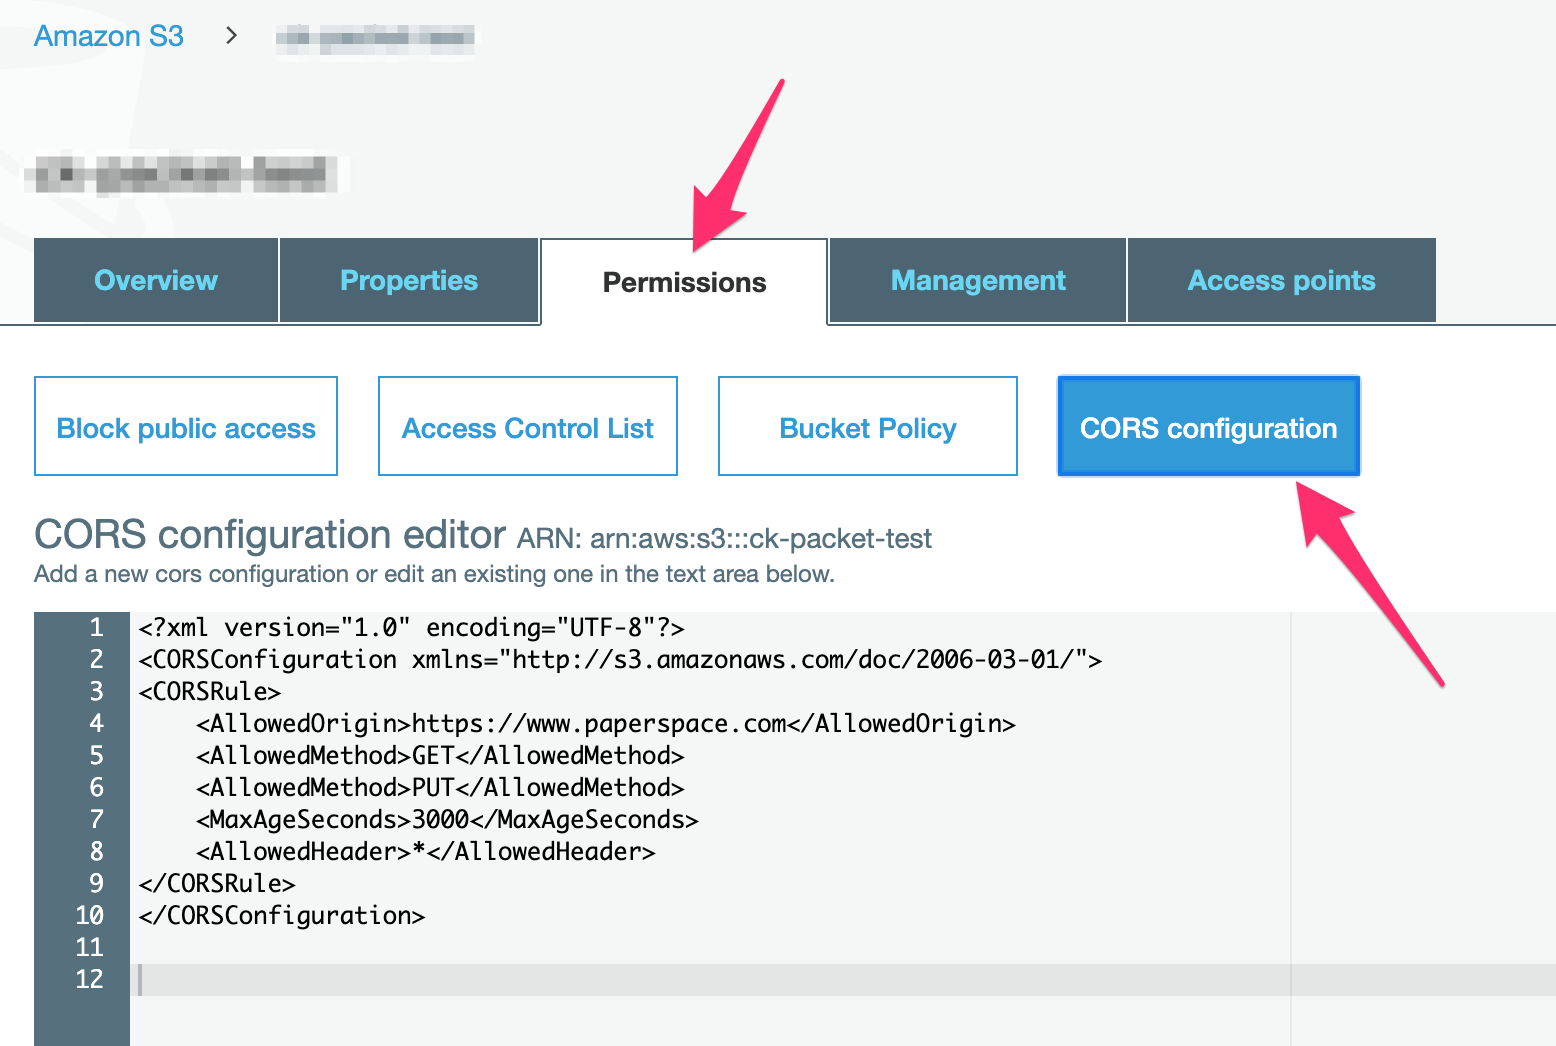 Amazon S3 >
Overview Properties Permissions Management Access points
Block public access Access Control List Bucket Policy CORS configuration
CORS configuration editor ARN: arn:aws:s3:::ck-packet-test
Add a new cors configuration or edit an existing one in the text area below.
1 <?xml version="1.0" encoding="UTF-8"?>
2 <CORSConfiguration xmlns="http://s3.amazonaws.com/doc/2006-03-01/">
3 <CORSRule>
4     <AllowedOrigin>https://www.paperspace.com</AllowedOrigin>
5     <AllowedMethod>GET</AllowedMethod>
6     <AllowedMethod>PUT</AllowedMethod>
7     <MaxAgeSeconds>3000</MaxAgeSeconds>
8     <AllowedHeader>*</AllowedHeader>
9 </CORSRule>
10 </CORSConfiguration>
11
12